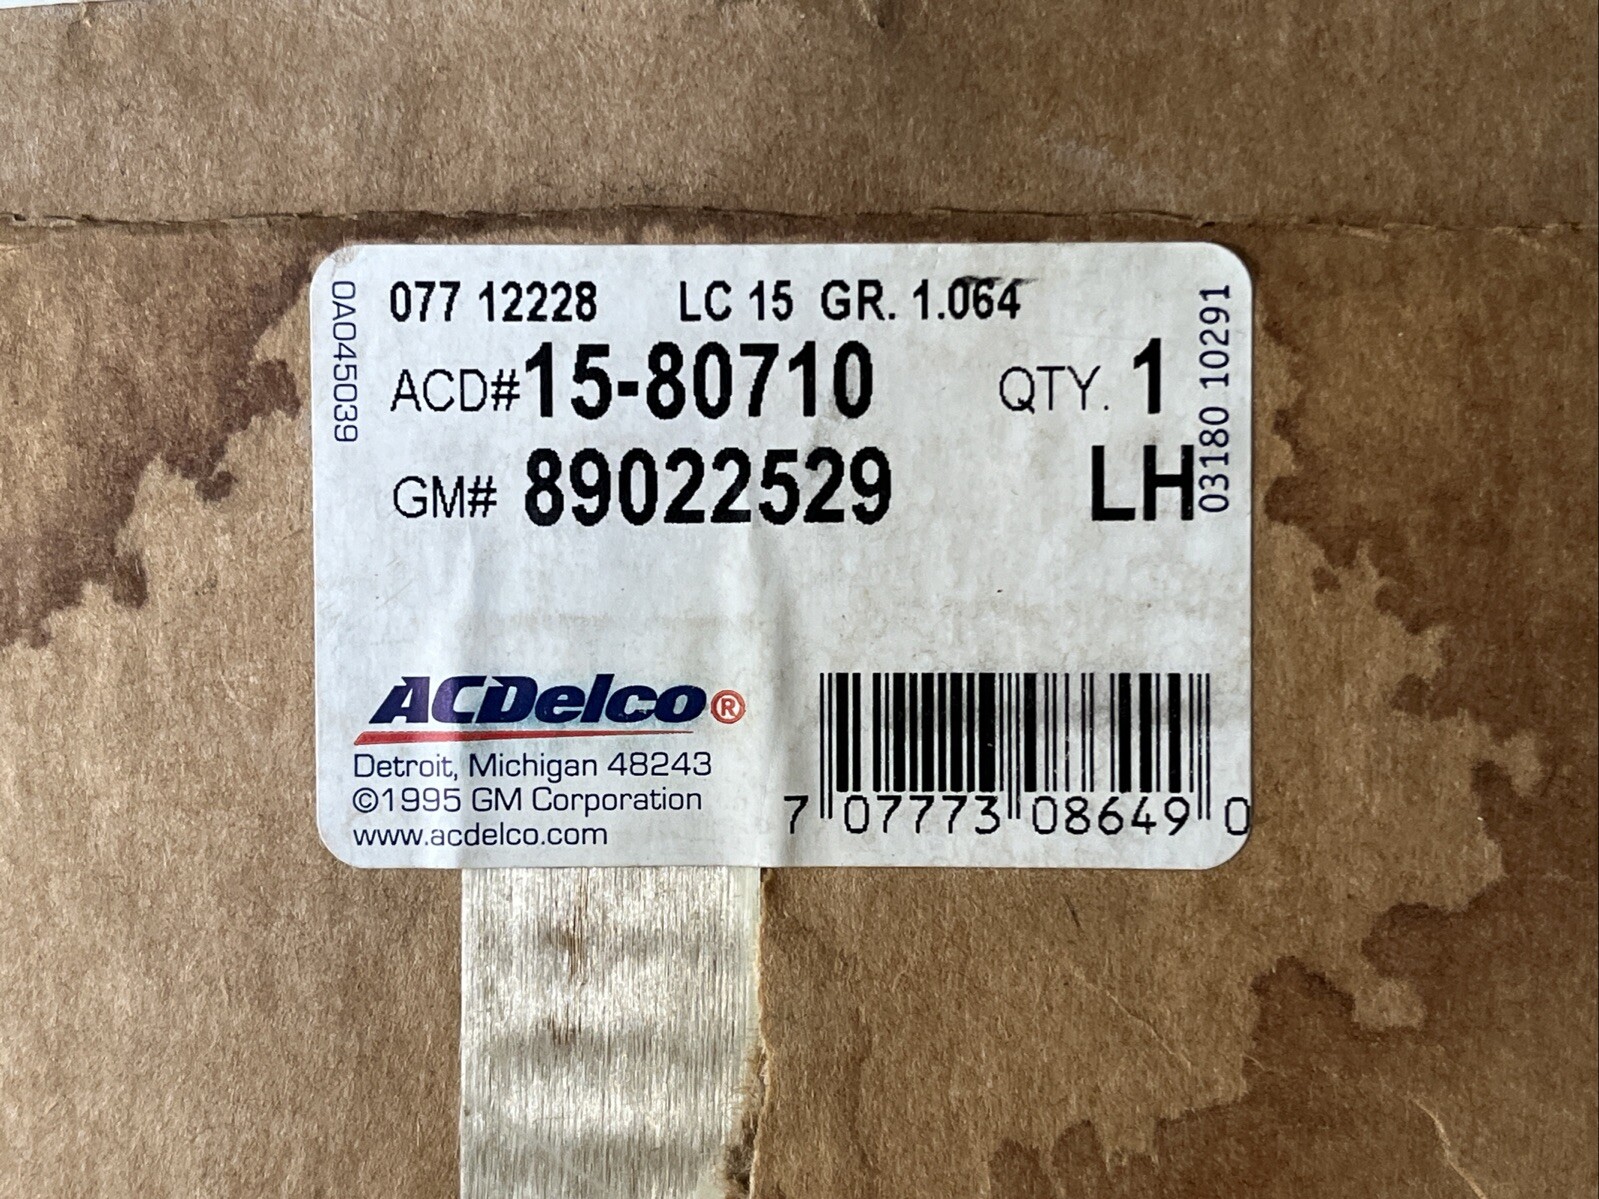 077 12228 LC 15 GR. 1.064
ACD# 15-80710 QTY. 1
GM# 89022529 LH
0A045039
03180 10291
ACDelco®
Detroit, Michigan 48243
©1995 GM Corporation
www.acdelco.com
7 07773 08649 0